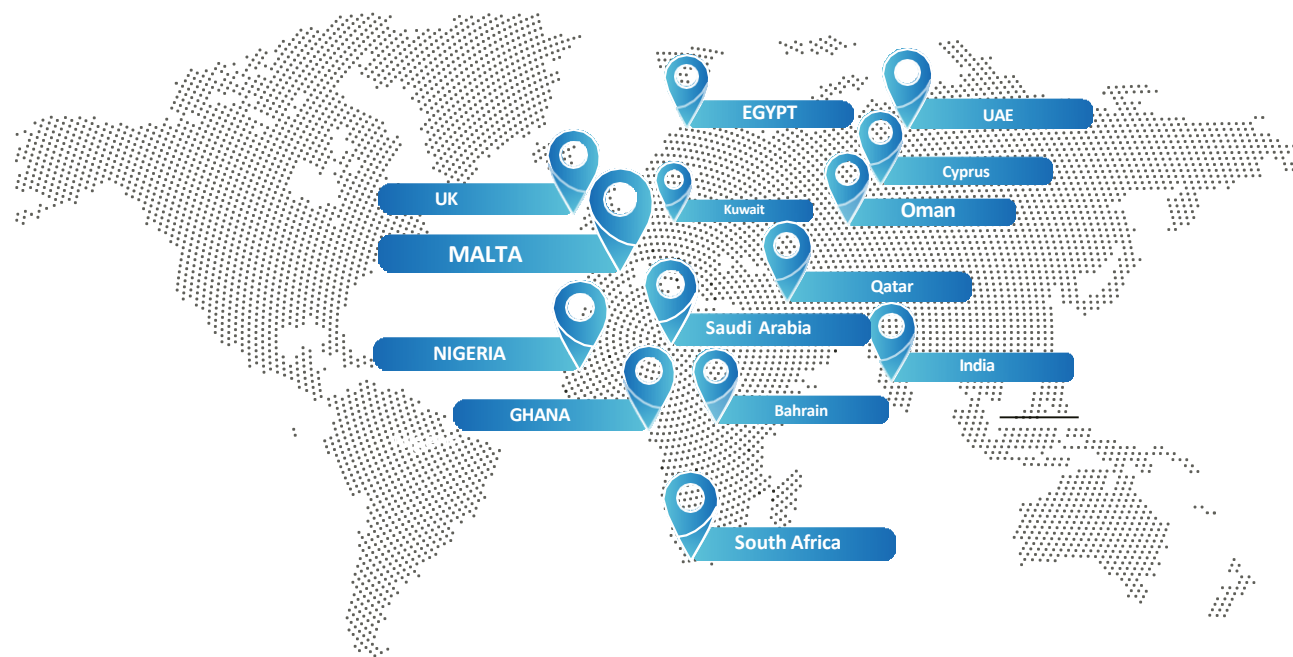 EGYPT
UAE
Cyprus
UK
Kuwait
Oman
MALTA
Qatar
Saudi Arabia
NIGERIA
India
GHANA
Bahrain
South Africa